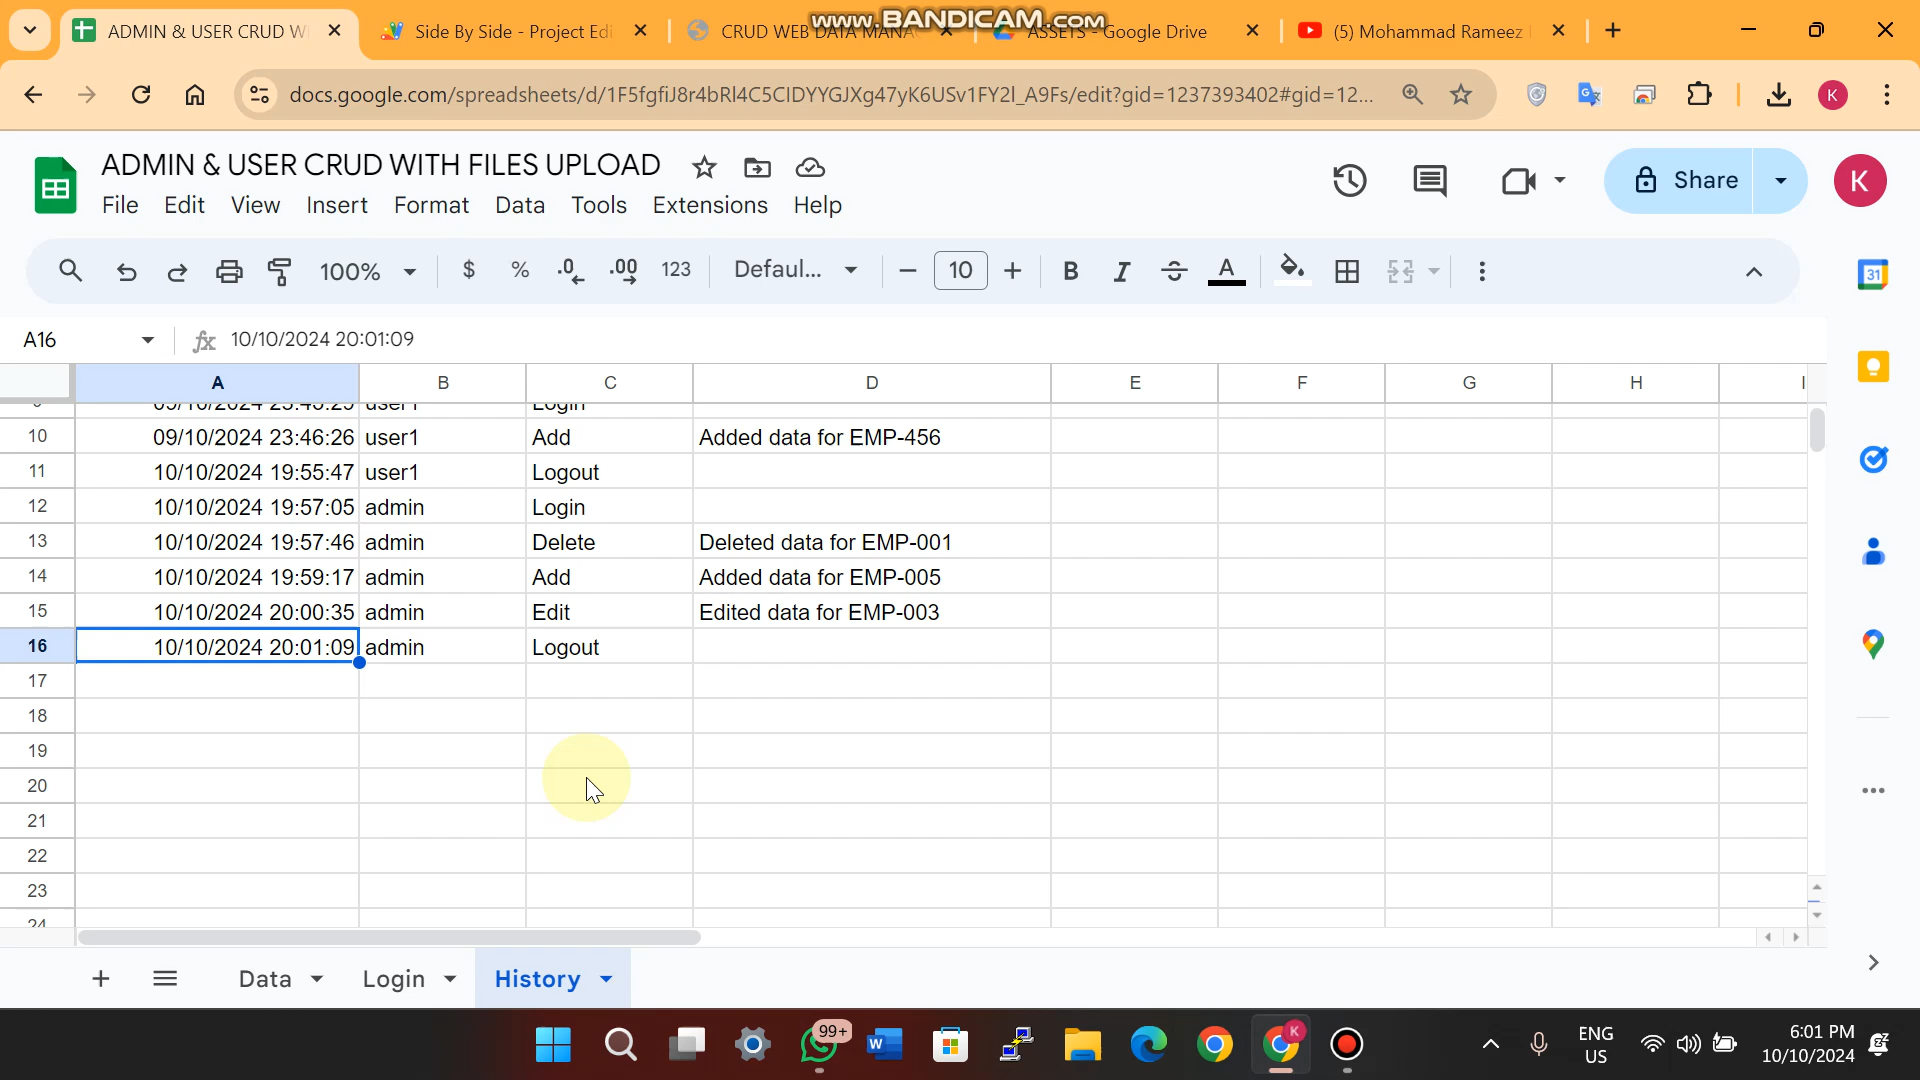 www.BANDICAM.com
ADMIN & USER CRUD W
Side By Side - Project Edi
CRUD WEB DATA MANA
ASSETS - Google Drive
(5) Mohammad Rameez
docs.google.com/spreadsheets/d/1F5fgfiJ8r4bRl4C5CIDYYGJXg47yK6USv1FY2l_A9Fs/edit?gid=1237393402#gid=12...
K
ADMIN & USER CRUD WITH FILES UPLOAD
Share
K
File Edit View Insert Format Data Tools Extensions Help
100% $ % .0 .00 123 Defaul... 10 B I A
31
A16 fx 10/10/2024 20:01:09
A B C D E F G H I
10 09/10/2024 23:46:26 user1 Add Added data for EMP-456
11 10/10/2024 19:55:47 user1 Logout
12 10/10/2024 19:57:05 admin Login
13 10/10/2024 19:57:46 admin Delete Deleted data for EMP-001
14 10/10/2024 19:59:17 admin Add Added data for EMP-005
15 10/10/2024 20:00:35 admin Edit Edited data for EMP-003
16 10/10/2024 20:01:09 admin Logout
17
18
19
20
21
22
23
24
Data Login History
99+
W
K
ENG
US
6:01 PM
10/10/2024